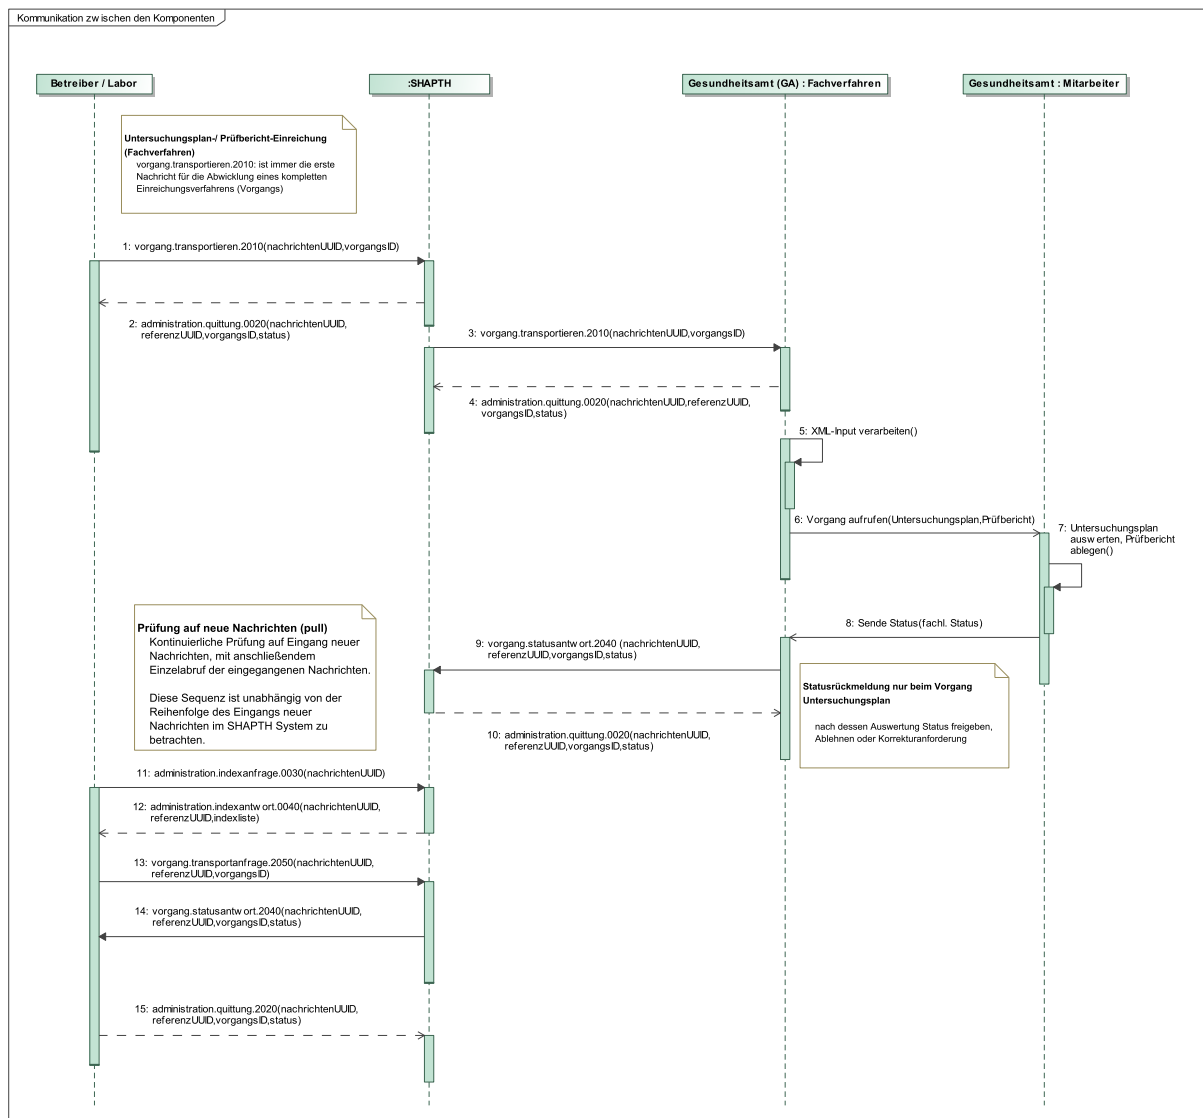 Kommunikation zwischen den Komponenten
Betreiber / Labor
:SHAPTH
Gesundheitsamt (GA) : Fachverfahren
Gesundheitsamt : Mitarbeiter
Untersuchungsplan-/ Prüfbericht-Einreichung
(Fachverfahren)
vorgang.transportieren.2010: ist immer die erste
Nachricht für die Abwicklung eines kompletten
Einreichungsverfahrens (Vorgangs)
1: vorgang.transportieren.2010(nachrichtenUUID,vorgangsID)
2: administration.quittung.0020(nachrichtenUUID,
referenzUUID,vorgangsID,status)
3: vorgang.transportieren.2010(nachrichtenUUID,vorgangsID)
4: administration.quittung.0020(nachrichtenUUID,referenzUUID,
vorgangsID,status)
5: XML-Input verarbeiten()
6: Vorgang aufrufen(Untersuchungsplan,Prüfbericht)
7: Untersuchungsplan
auswerten, Prüfbericht
ablegen()
8: Sende Status(fachl. Status)
Prüfung auf neue Nachrichten (pull)
Kontinuierliche Prüfung auf Eingang neuer
Nachrichten, mit anschließendem
Einzelabruf der eingegangenen Nachrichten.
Diese Sequenz ist unabhängig von der
Reihenfolge des Eingangs neuer
Nachrichten im SHAPTH System zu
betrachten.
9: vorgang.statusantwort.2040 (nachrichtenUUID,
referenzUUID,vorgangsID,status)
Statusrückmeldung nur beim Vorgang
Untersuchungsplan
nach dessen Auswertung Status freigeben,
Ablehnen oder Korrekturanforderung
10: administration.quittung.0020(nachrichtenUUID,
referenzUUID,vorgangsID,status)
11: administration.indexanfrage.0030(nachrichtenUUID)
12: administration.indexantwort.0040(nachrichtenUUID,
referenzUUID,indexliste)
13: vorgang.transportanfrage.2050(nachrichtenUUID,
referenzUUID,vorgangsID)
14: vorgang.statusantwort.2040(nachrichtenUUID,
referenzUUID,vorgangsID,status)
15: administration.quittung.2020(nachrichtenUUID,
referenzUUID,vorgangsID,status)